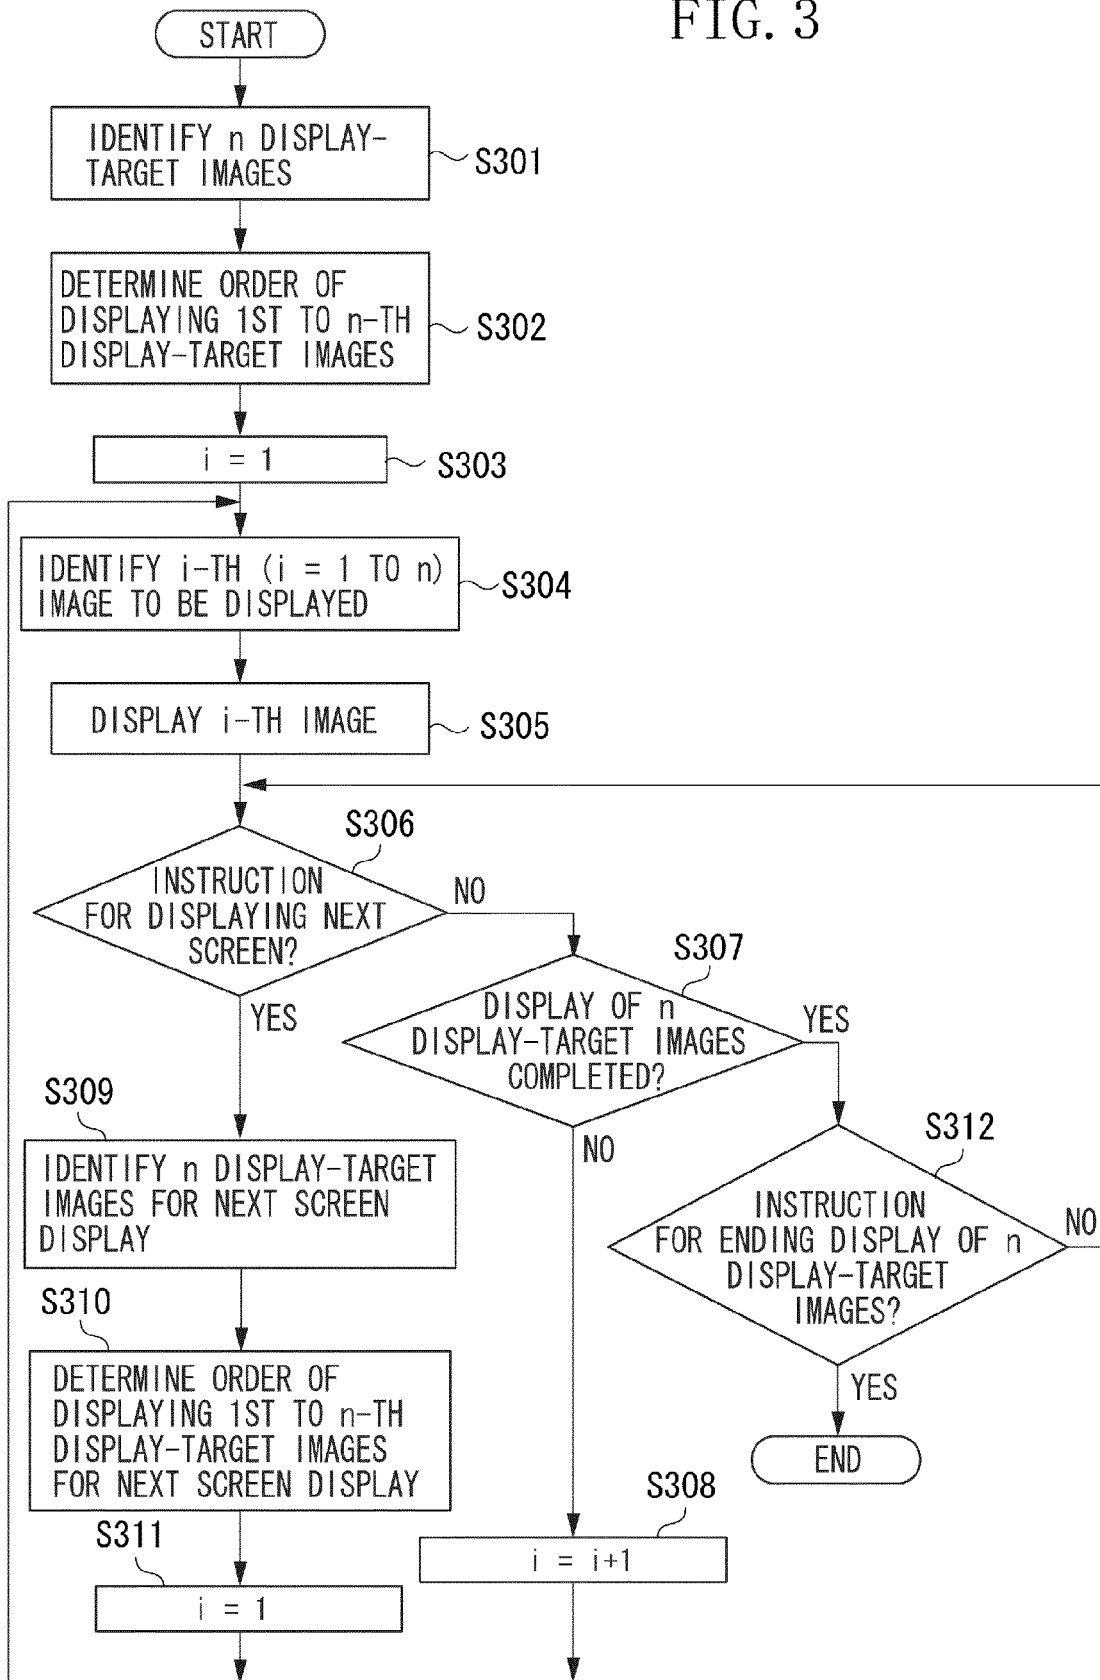 FIG. 3
START
IDENTIFY n DISPLAY-
TARGET IMAGES
S301
DETERMINE ORDER OF
DISPLAYING 1ST TO n-TH
DISPLAY-TARGET IMAGES
S302
i = 1
S303
IDENTIFY i-TH (i = 1 TO n)
IMAGE TO BE DISPLAYED
S304
DISPLAY i-TH IMAGE
S305
S306
INSTRUCTION
FOR DISPLAYING NEXT
SCREEN?
NO
YES
S307
DISPLAY OF n
DISPLAY-TARGET IMAGES
COMPLETED?
YES
NO
S309
IDENTIFY n DISPLAY-TARGET
IMAGES FOR NEXT SCREEN
DISPLAY
S312
INSTRUCTION
FOR ENDING DISPLAY OF n
DISPLAY-TARGET
IMAGES?
NO
YES
END
S310
DETERMINE ORDER OF
DISPLAYING 1ST TO n-TH
DISPLAY-TARGET IMAGES
FOR NEXT SCREEN DISPLAY
S308
i = i+1
S311
i = 1